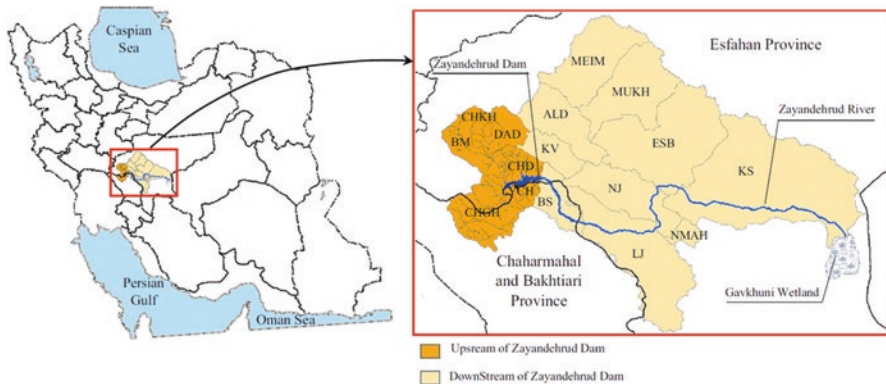 Caspian
Sea
Persian
Gulf
Oman Sea
Esfahan Province
Zayandehrud Dam
MEIM
MUKH
Zayandehrud River
CHKH
ALD
BM
DAD
ESB
KV
CHD
KS
CH
NJ
BS
CHGH
NMAH
LJ
Chaharmahal
and Bakhtiari
Province
Gavkhuni Wetland
Upsream of Zayandehrud Dam
DownStream of Zayandehrud Dam